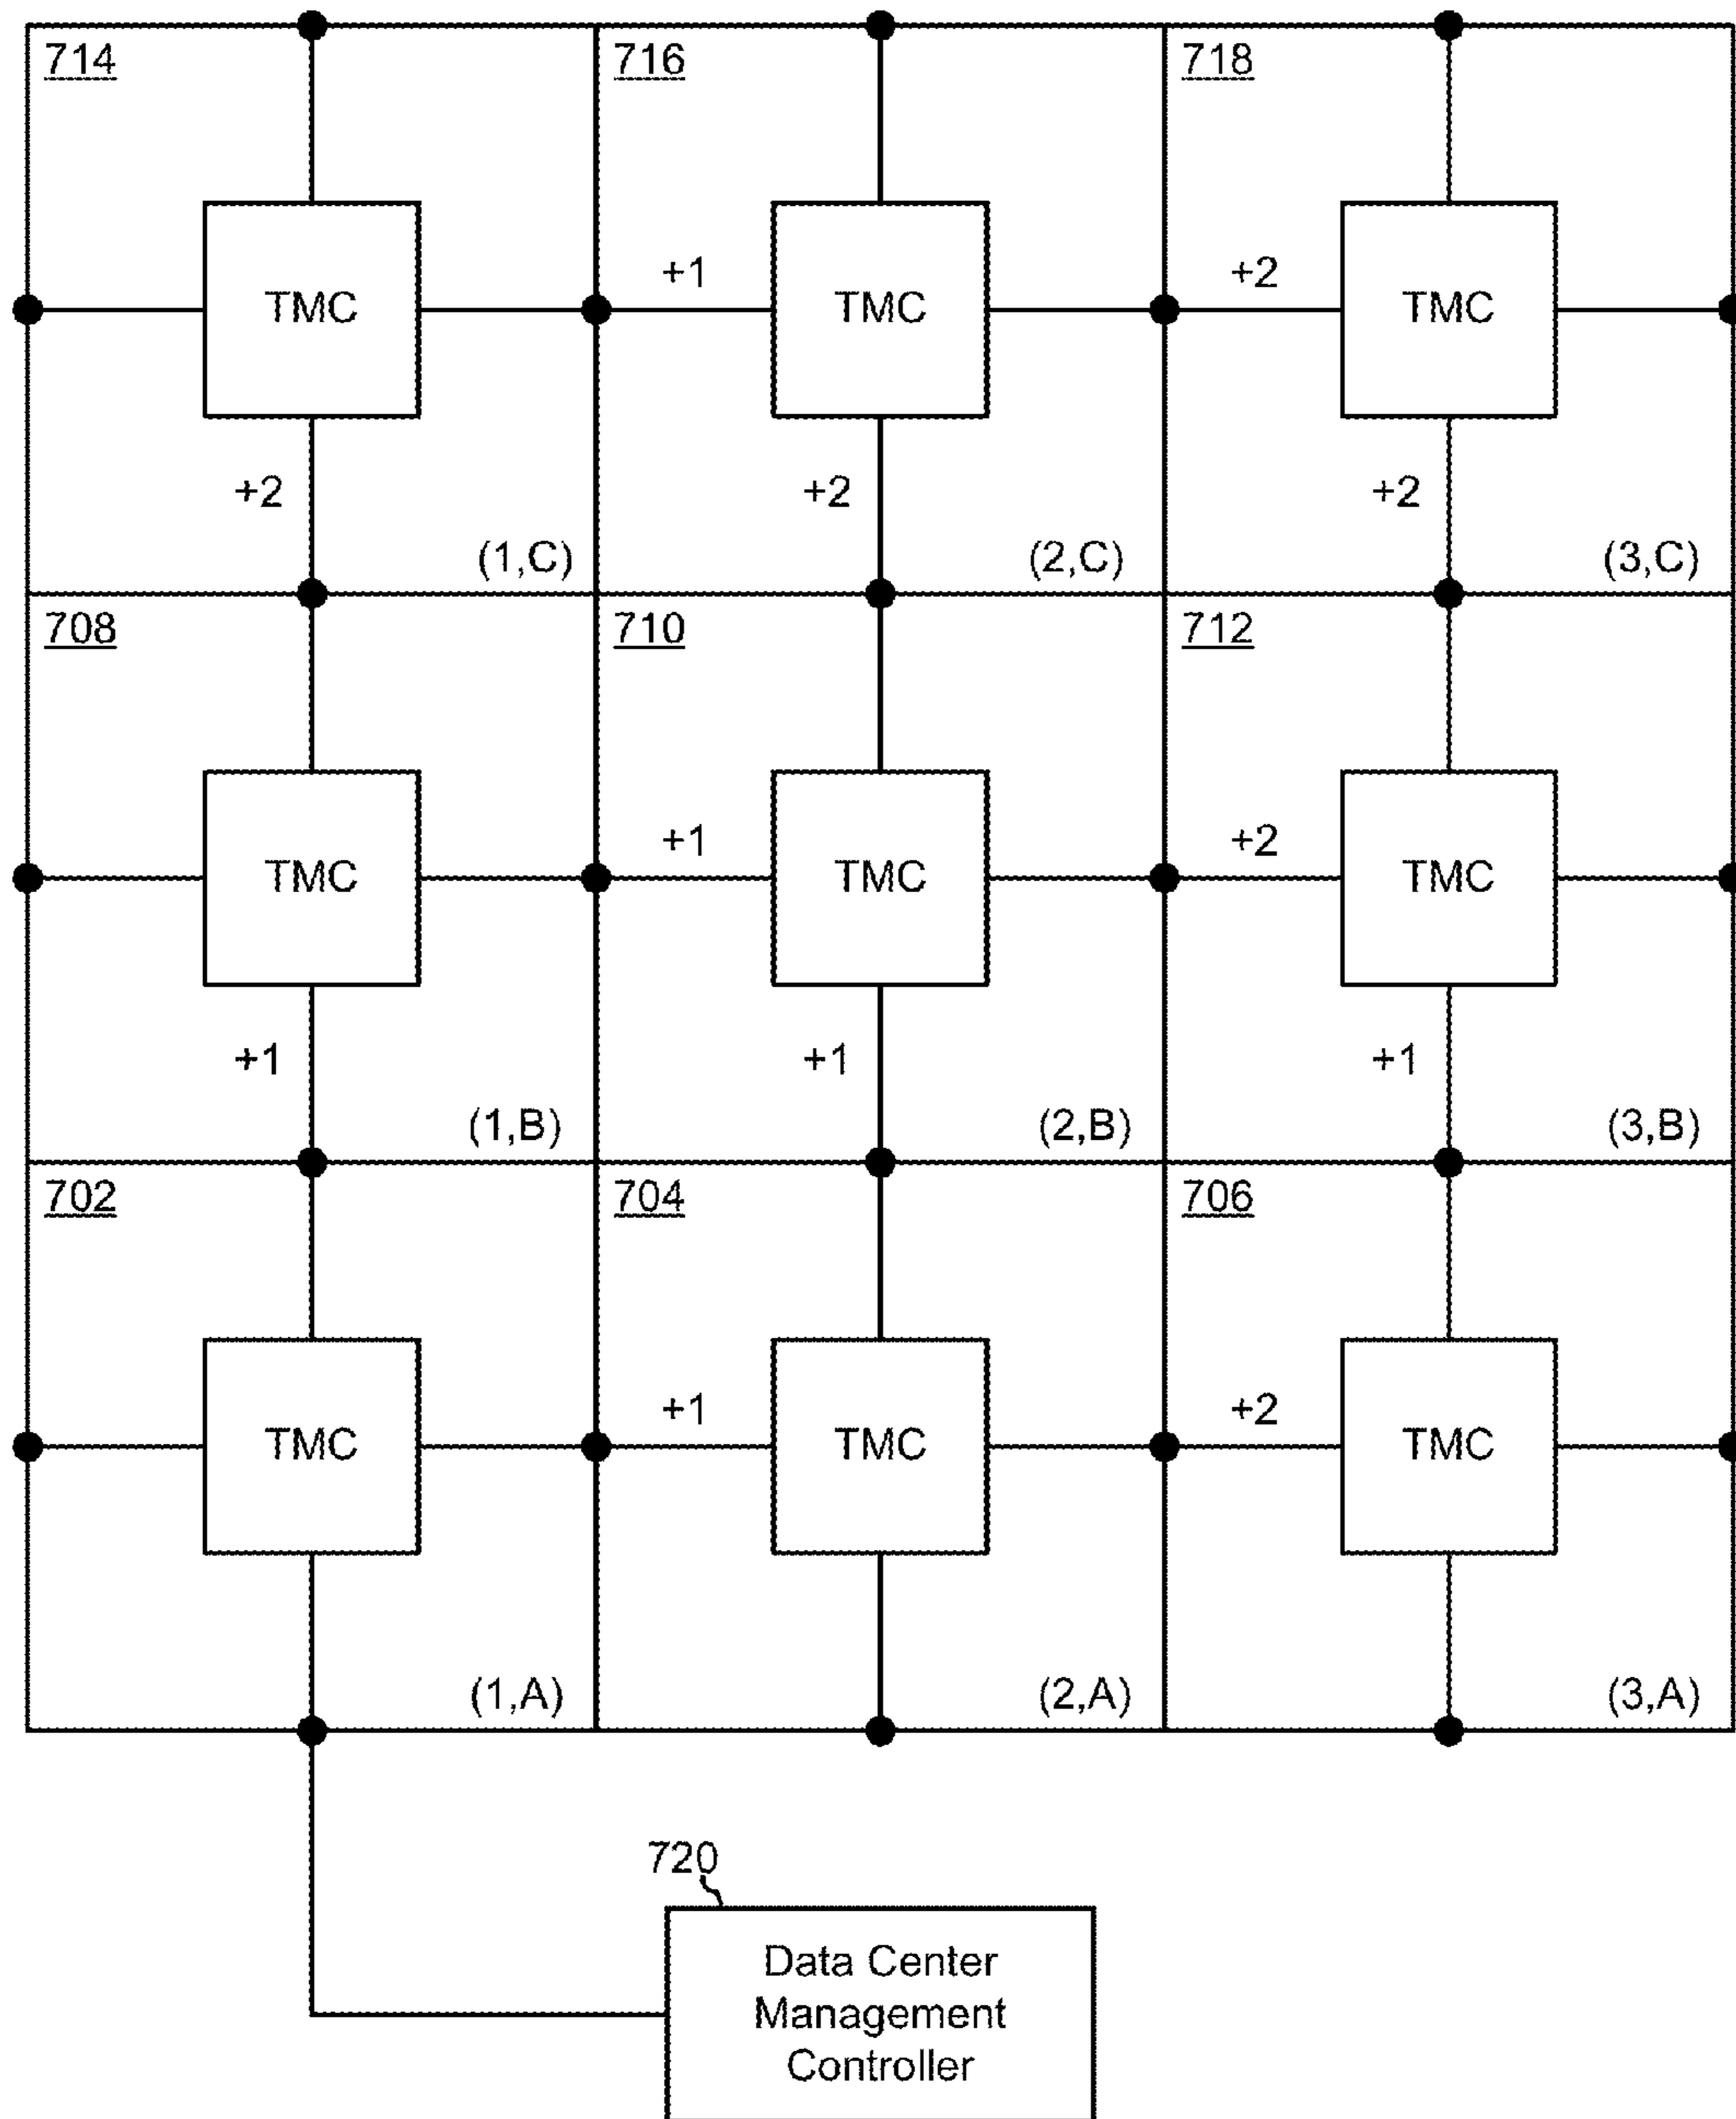 714
716
718
TMC
+1
TMC
+2
TMC
+2
+2
+2
(1,C)
(2,C)
(3,C)
708
710
712
TMC
+1
TMC
+2
TMC
+1
+1
+1
(1,B)
(2,B)
(3,B)
702
704
706
TMC
+1
TMC
+2
TMC
(1,A)
(2,A)
(3,A)
720
Data Center
Management
Controller